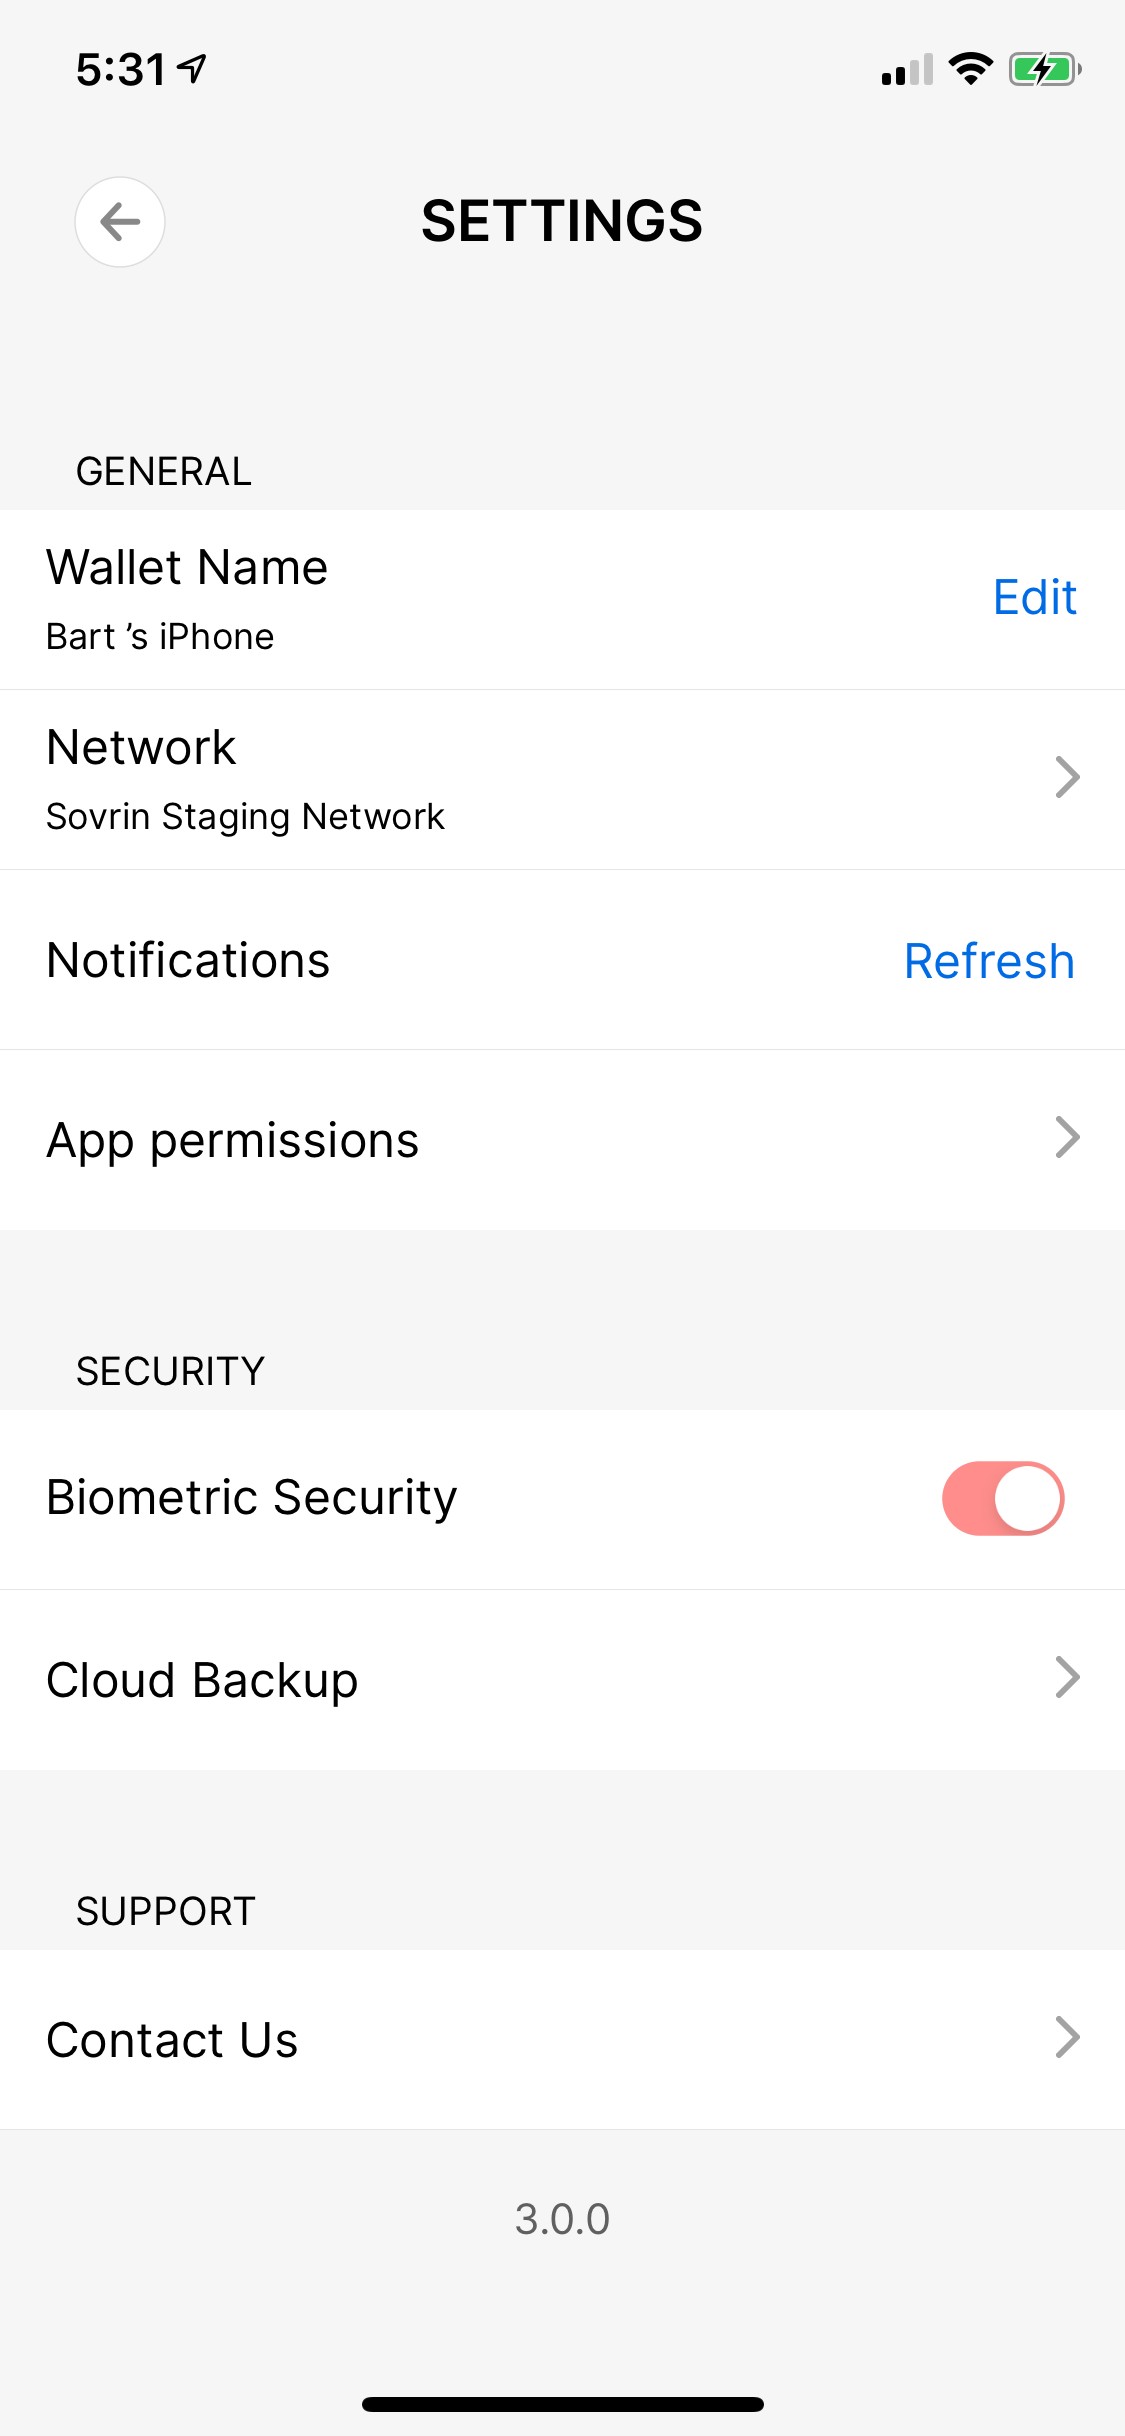 5:31
SETTINGS
GENERAL
Wallet Name
Bart ’s iPhone
Edit
Network
Sovrin Staging Network
Notifications
Refresh
App permissions
SECURITY
Biometric Security
Cloud Backup
SUPPORT
Contact Us
3.0.0